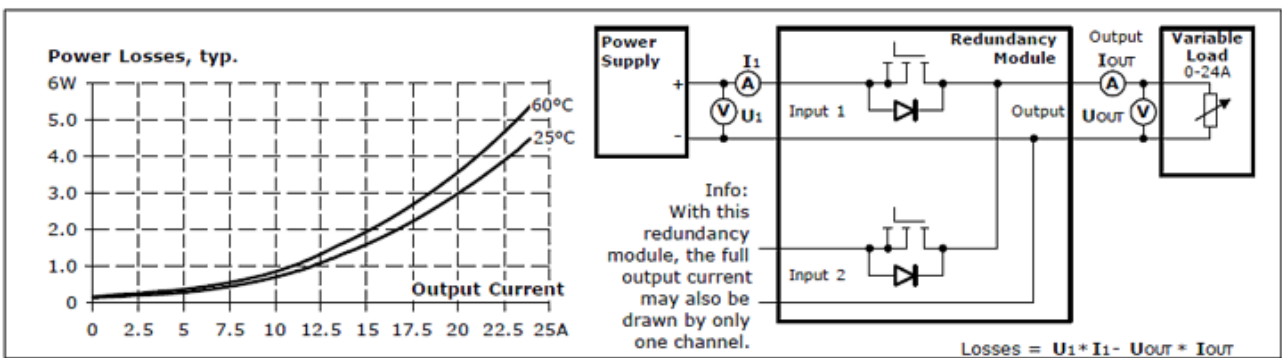 Power Losses, typ.
6W
5.0
4.0
3.0
2.0
1.0
0
60°C
25°C
Output Current
0 2.5 5 7.5 10 12.5 15 17.5 20 22.5 25A
Power
Supply
+
–
I1
A
V U1
Redundancy
Module
Input 1
Output
Input 2
Output
IOUT
A
UOUT V
Variable
Load
0-24A
Info:
With this
redundancy
module, the full
output current
may also be
drawn by only
one channel.
Losses = U1* I1- UOUT * IOUT